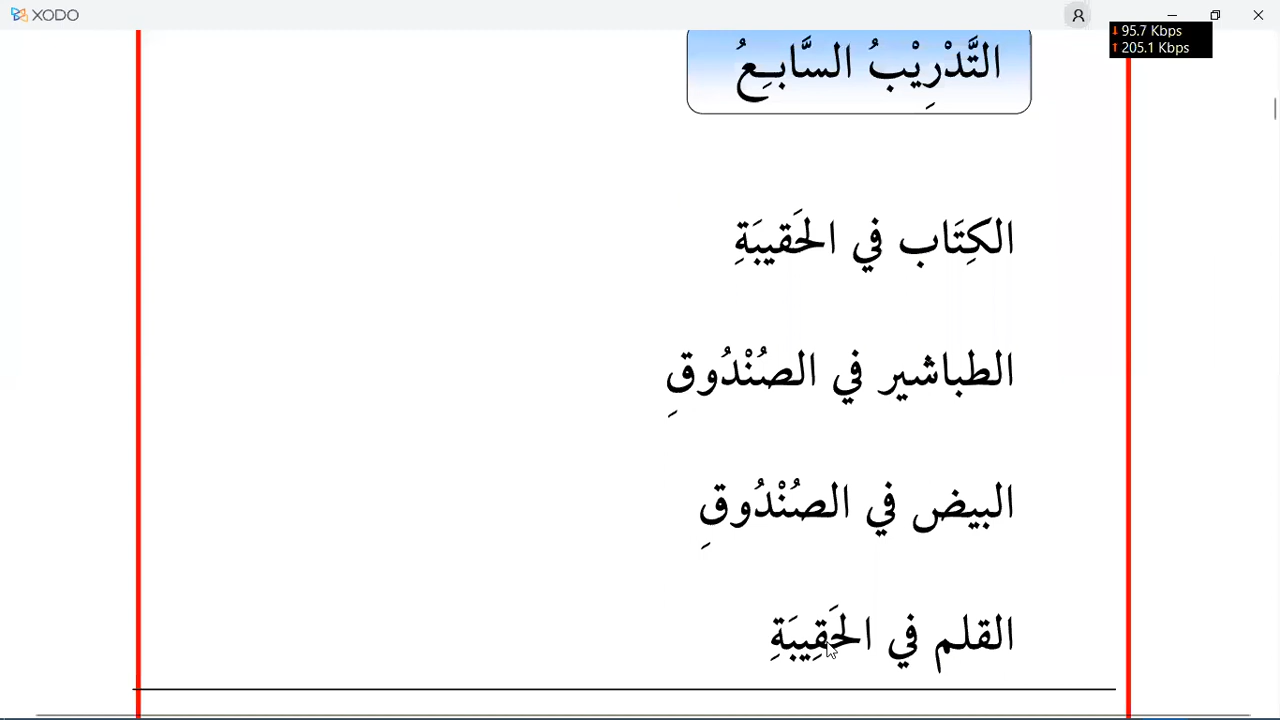 XODO
95.7 Kbps
205.1 Kbps
التَّدْرِيْبُ السَّابِعُ
الكِتَاب في الحَقيبَةِ
الطباشير في الصُنْدُوقِ
البيض في الصُنْدُوقِ
القلم في الحَقِيبَةِ